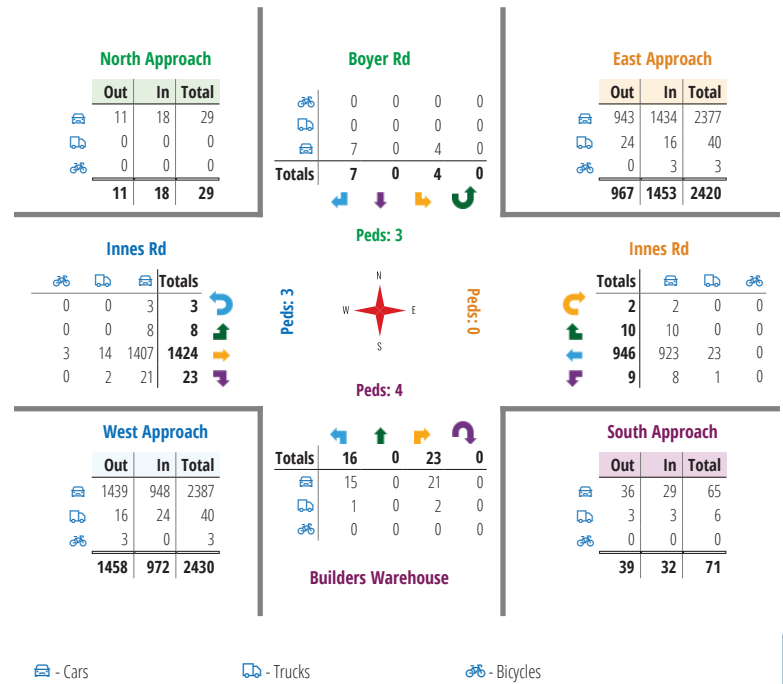 North Approach
Out In Total
11 18 29
0 0 0
0 0 0
11 18 29
Boyer Rd
0 0 0 0
0 0 0 0
7 0 4 0
Totals 7 0 4 0
Peds: 3
East Approach
Out In Total
943 1434 2377
24 16 40
0 3 3
967 1453 2420
Innes Rd
Totals
0 0 3 3
0 0 8 8
3 14 1407 1424
0 2 21 23
Peds: 3
N
W E
S
Peds: 0
Peds: 4
Innes Rd
Totals
2 2 0 0
10 10 0 0
946 923 23 0
9 8 1 0
West Approach
Out In Total
1439 948 2387
16 24 40
3 0 3
1458 972 2430
Totals 16 0 23 0
15 0 21 0
1 0 2 0
0 0 0 0
Builders Warehouse
South Approach
Out In Total
36 29 65
3 3 6
0 0 0
39 32 71
- Cars
- Trucks
- Bicycles